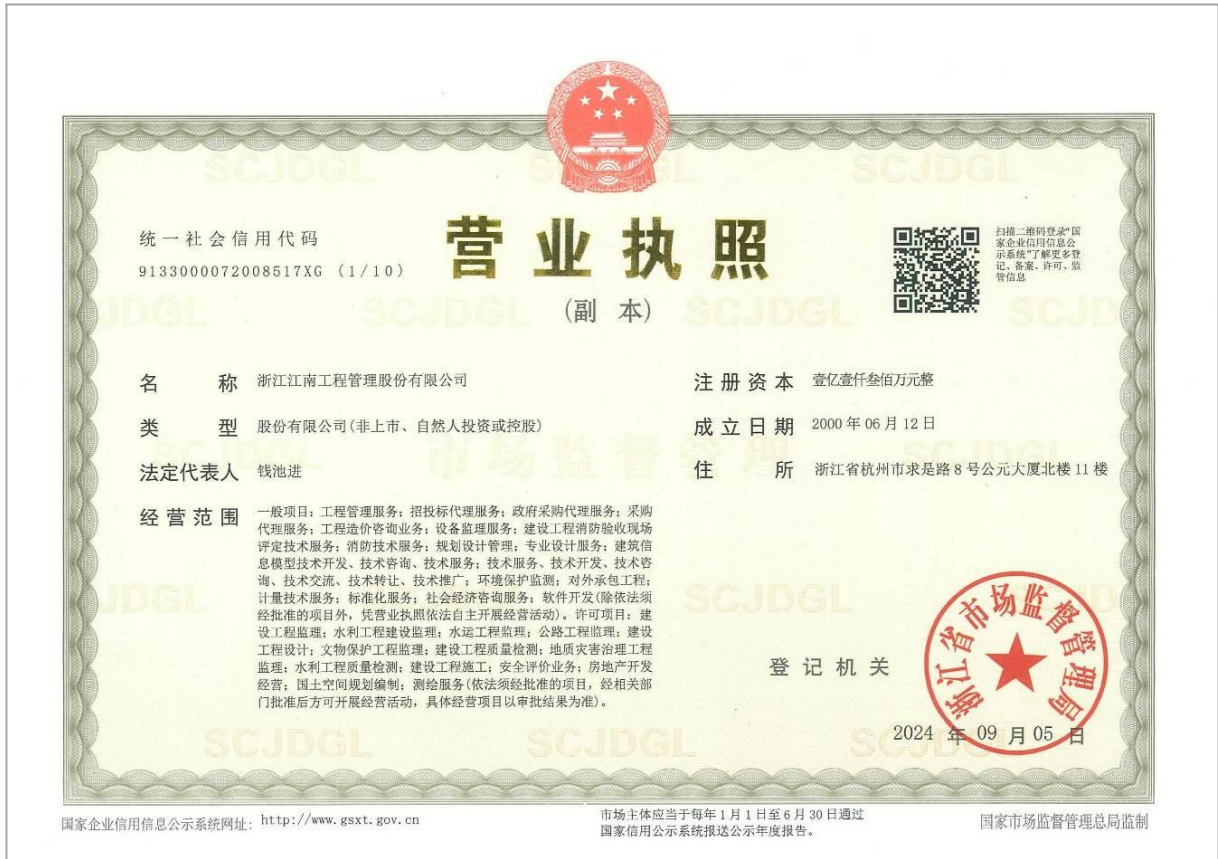 统一社会信用代码
9133000072008517XG (1/10)
营业执照
(副 本)
扫描二维码登录“国
家企业信用信息公
示系统”了解更多登
记、备案、许可、监
管信息
名 称 浙江江南工程管理股份有限公司
类 型 股份有限公司(非上市、自然人投资或控股)
法定代表人 钱池进
经营范围 一般项目：工程管理服务；招投标代理服务；政府采购代理服务；采购
代理服务；工程造价咨询业务；设备监理服务；建设工程消防验收现场
评定技术服务；消防技术服务；规划设计管理；专业设计服务；建筑信
息模型技术开发、技术咨询、技术服务；技术服务、技术开发、技术咨
询、技术交流、技术转让、技术推广；环境保护监测；对外承包工程；
计量技术服务；标准化服务；社会经济咨询服务；软件开发(除依法须
经批准的项目外，凭营业执照依法自主开展经营活动)。许可项目：建
设工程监理；水利工程建设监理；水运工程监理；公路工程监理；建设
工程设计；文物保护工程监理；建设工程质量检测；地质灾害治理工程
监理；水利工程质量检测；建设工程施工；安全评价业务；房地产开发
经营；国土空间规划编制；测绘服务(依法须经批准的项目，经相关部
门批准后方可开展经营活动，具体经营项目以审批结果为准)。
注册资本 壹亿壹仟叁佰万元整
成立日期 2000年06月12日
住 所 浙江省杭州市求是路8号公元大厦北楼11楼
登记机关
浙江省市场监督管理局
2024 年 09 月 05 日
国家企业信用信息公示系统网址：http://www.gsxt.gov.cn
市场主体应当于每年1月1日至6月30日通过
国家信用公示系统报送公示年度报告。
国家市场监督管理总局监制
SCJDGL
市场监督管理